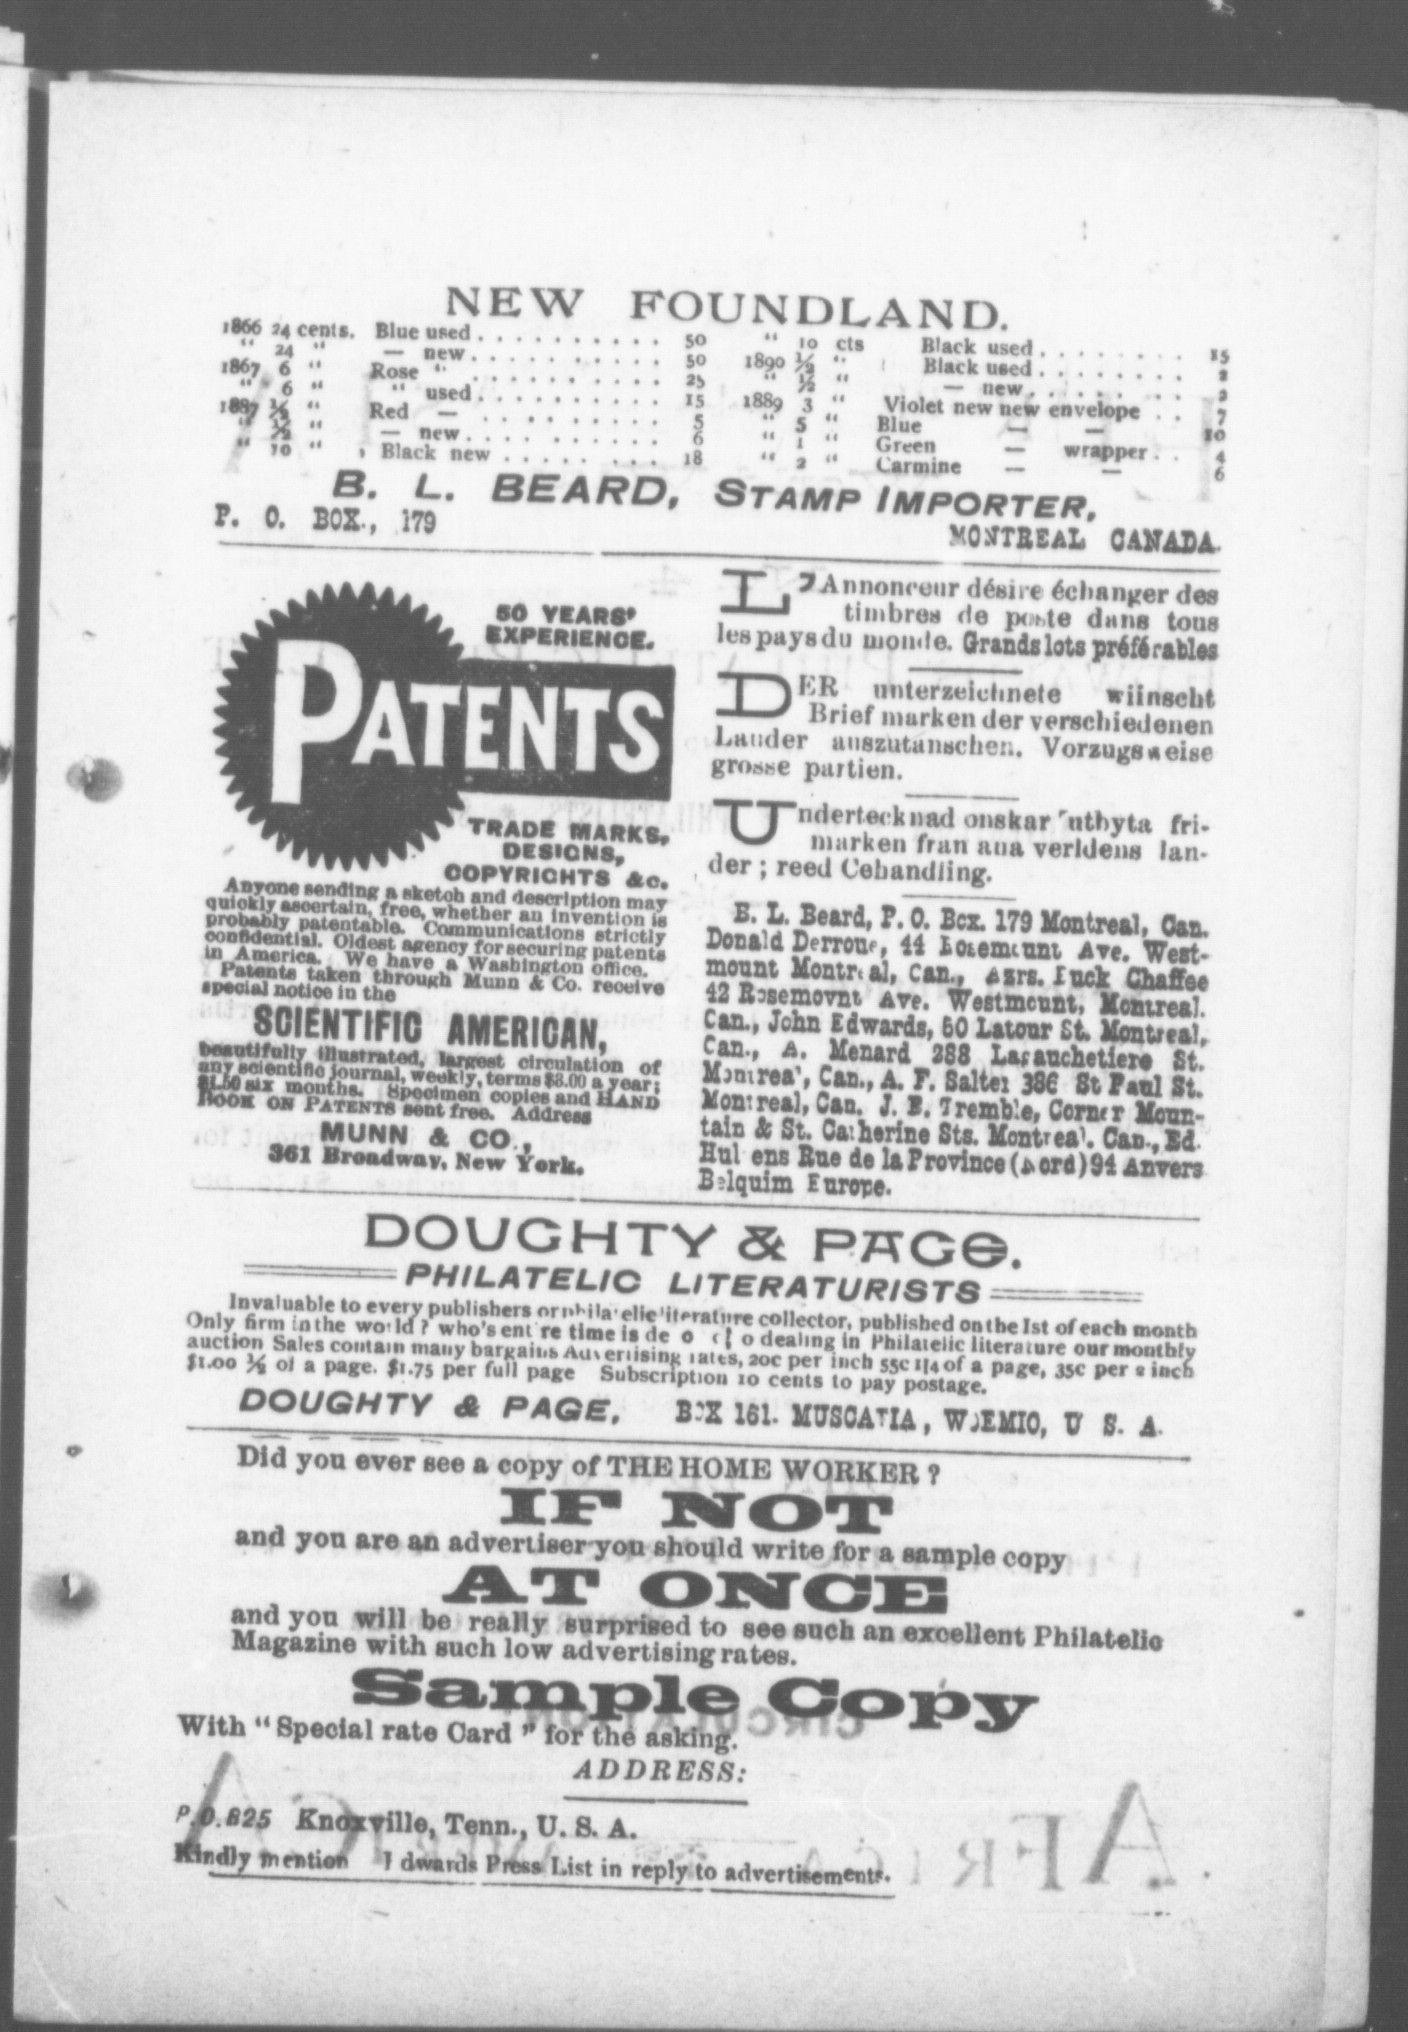 NEW FOUNDLAND.
1866 24 cents. Blue used . . . . . . . . . . 50
" 24 " — new . . . . . . . . . . 50
1867 6 " Rose " . . . . . . . . . . 25
" 6 " " used . . . . . . . . . . 15
1887 ½ " Red — . . . . . . . . . . 5
" ½ " — new . . . . . . . . . . 6
" 10 " Black new . . . . . . . . 18
" 10 cts Black used . . . . . . . . 15
1890 ½ " Black used . . . . . . . . 2
" ½ " — new . . . . . . 2
1889 3 " Violet new new envelope . . 7
" 5 " Blue — — 10
" 1 " Green — wrapper . . 4
" 2 " Carmine — — 6
B. L. BEARD, STAMP IMPORTER,
P. O. BOX., 179 MONTREAL CANADA.
50 YEARS'
EXPERIENCE.
PATENTS
TRADE MARKS,
DESIGNS,
COPYRIGHTS &c.
Anyone sending a sketch and description may
quickly ascertain, free, whether an invention is
probably patentable. Communications strictly
confidential. Oldest agency for securing patents
in America. We have a Washington office.
Patents taken through Munn & Co. receive
special notice in the
SCIENTIFIC AMERICAN,
beautifully illustrated, largest circulation of
any scientific journal, weekly, terms $3.00 a year;
$1.50 six months. Specimen copies and HAND
BOOK ON PATENTS sent free. Address
MUNN & CO.,
361 Broadway, New York.
L'Annonceur désire échanger des
timbres de poste dans tous
les pays du monde. Grands lots préférables
DER unterzeichnete wiinscht
Brief marken der verschiedenen
Lauder auszutanschen. Vorzugsweise
grosse partien.
Undertecknad onskar utbyta fri-
marken fran ana verldens lan-
der ; reed Cebandling.
B. L. Beard, P. O. Box. 179 Montreal, Can.
Donald Derroue, 44 Rosemount Ave. West-
mount Montreal, Can., Chaffee
42 Rosemovnt Ave. Westmount, Montreal.
Can., John Edwards, 50 Latour St. Montreal,
Can., A. Menard 288 Lagauchetiere St.
Montreal, Can., A. F. Salter 386 St Paul St.
Montreal, Can. J. E. Tremble, Corner Moun-
tain & St. Catherine Sts. Montreal. Can., Ed.
Rue de la Province (Nord) 94 Anvers
Belquim Europe.
DOUGHTY & PAGE.
PHILATELIC LITERATURISTS
Invaluable to every publishers or philatelic literature collector, published on the 1st of each month
Only firm in the world ? who's entire time is dealing in Philatelic literature our monthly
auction Sales contain many bargains Advertising rates, 20c per inch 55c 1/4 of a page, 35c per 2 inch
$1.00 ½ of a page. $1.75 per full page Subscription 10 cents to pay postage.
DOUGHTY & PAGE, BOX 161. MUSCATIA, U S. A.
Did you ever see a copy of THE HOME WORKER ?
IF NOT
and you are an advertiser you should write for a sample copy
AT ONCE
and you will be really surprised to see such an excellent Philatelic
Magazine with such low advertising rates.
Sample Copy
With "Special rate Card" for the asking.
ADDRESS:
P.O. 825 Knoxville, Tenn., U. S. A.
Kindly mention Edwards Press List in reply to advertisements.